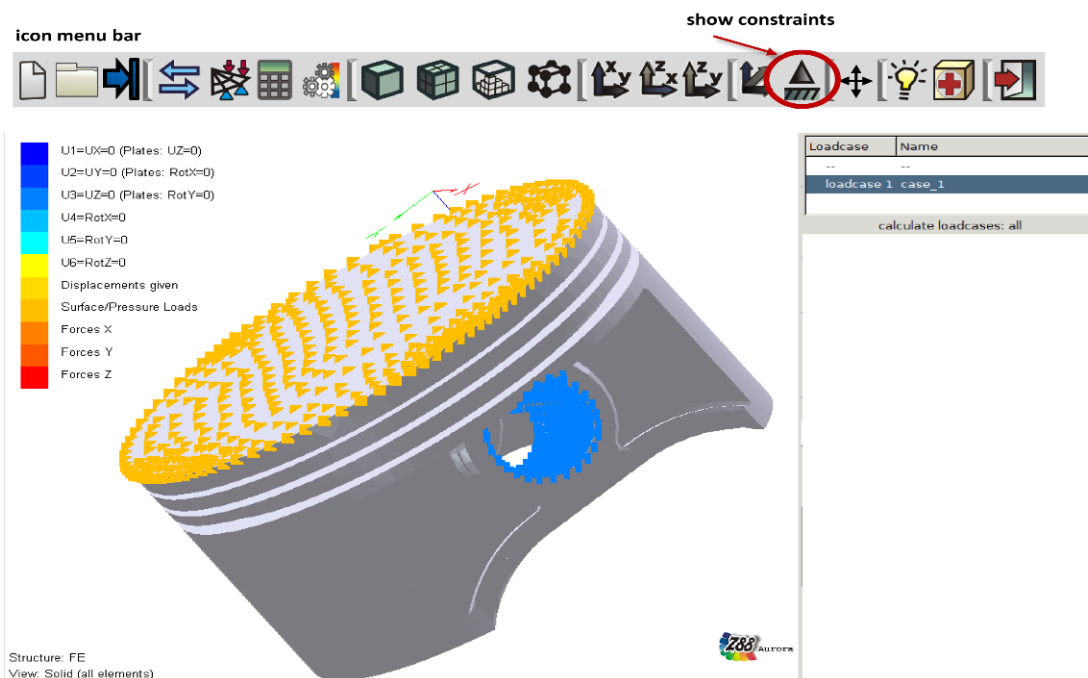 show constraints
icon menu bar
x y
z x
z y
U1=UX=0 (Plates: UZ=0)
U2=UY=0 (Plates: RotX=0)
U3=UZ=0 (Plates: RotY=0)
U4=RotX=0
U5=RotY=0
U6=RotZ=0
Displacements given
Surface/Pressure Loads
Forces X
Forces Y
Forces Z
Loadcase Name
-- --
loadcase 1 case_1
calculate loadcases: all
X
Z88 Aurora
Structure: FE
View: Solid (all elements)